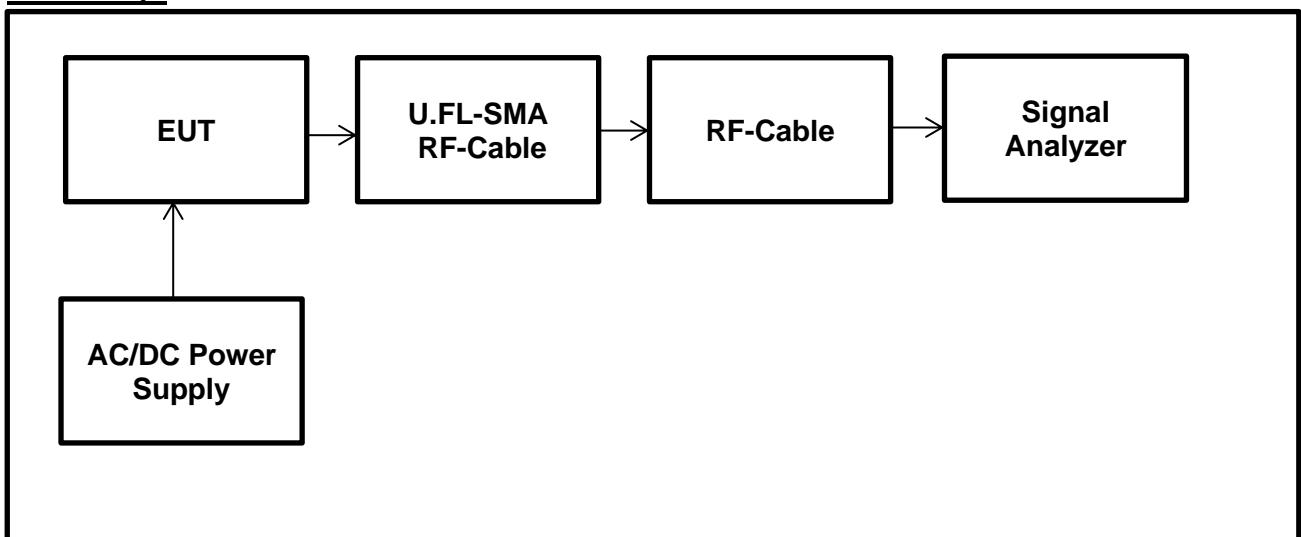 EUT
U.FL-SMA
RF-Cable
RF-Cable
Signal
Analyzer
AC/DC Power
Supply